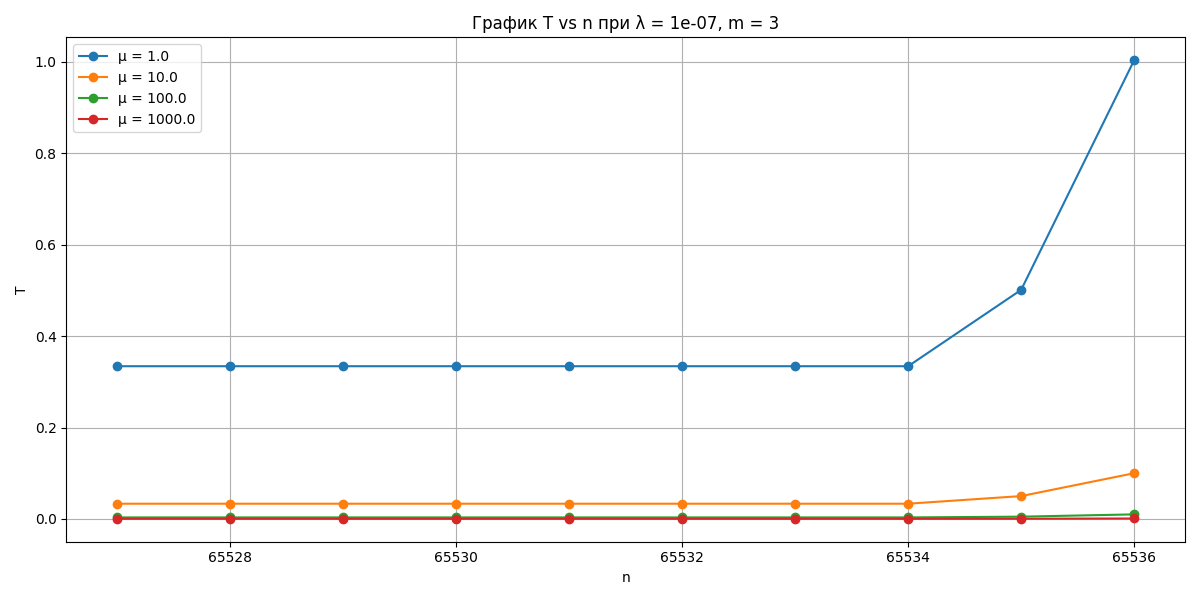 График T vs n при λ = 1e-07, m = 3
μ = 1.0
μ = 10.0
μ = 100.0
μ = 1000.0
1.0
0.8
0.6
0.4
0.2
0.0
T
65528 65530 65532 65534 65536
n